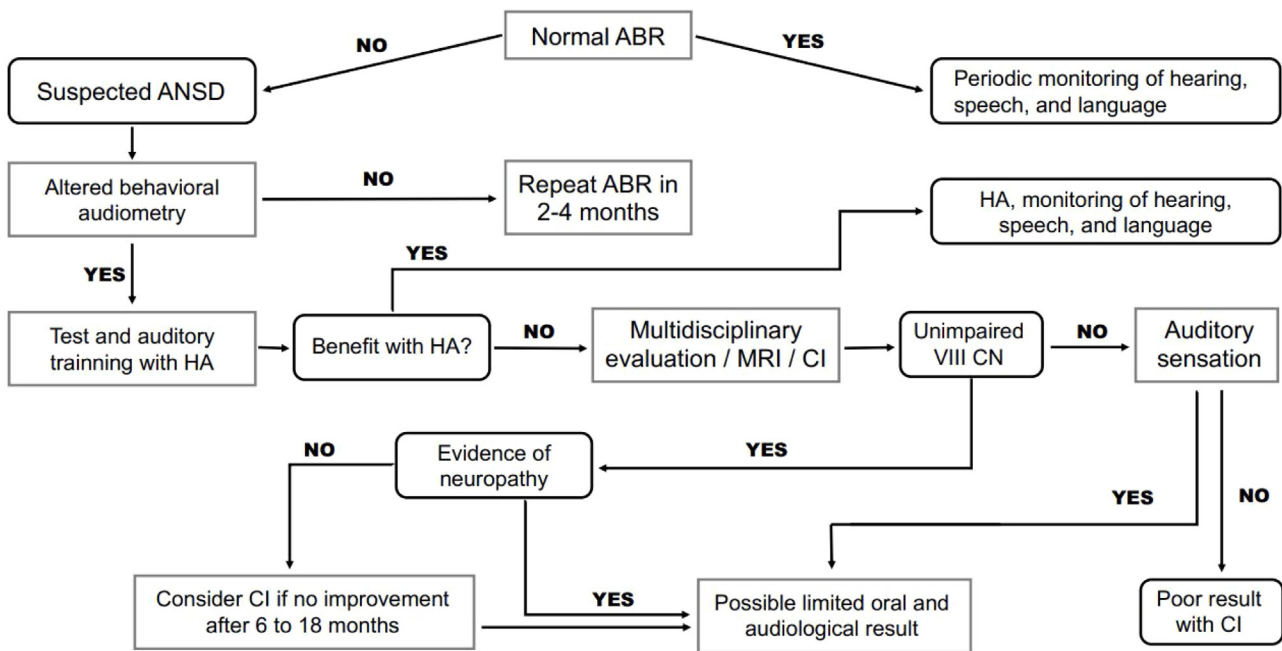 Normal ABR
NO
YES
Suspected ANSD
Periodic monitoring of hearing,
speech, and language
Altered behavioral
audiometry
NO
Repeat ABR in
2-4 months
HA, monitoring of hearing,
speech, and language
YES
YES
Test and auditory
trainning with HA
Benefit with HA?
NO
Multidisciplinary
evaluation / MRI / CI
Unimpaired
VIII CN
NO
Auditory
sensation
NO
Evidence of
neuropathy
YES
YES
NO
Consider CI if no improvement
after 6 to 18 months
YES
Possible limited oral and
audiological result
Poor result
with CI